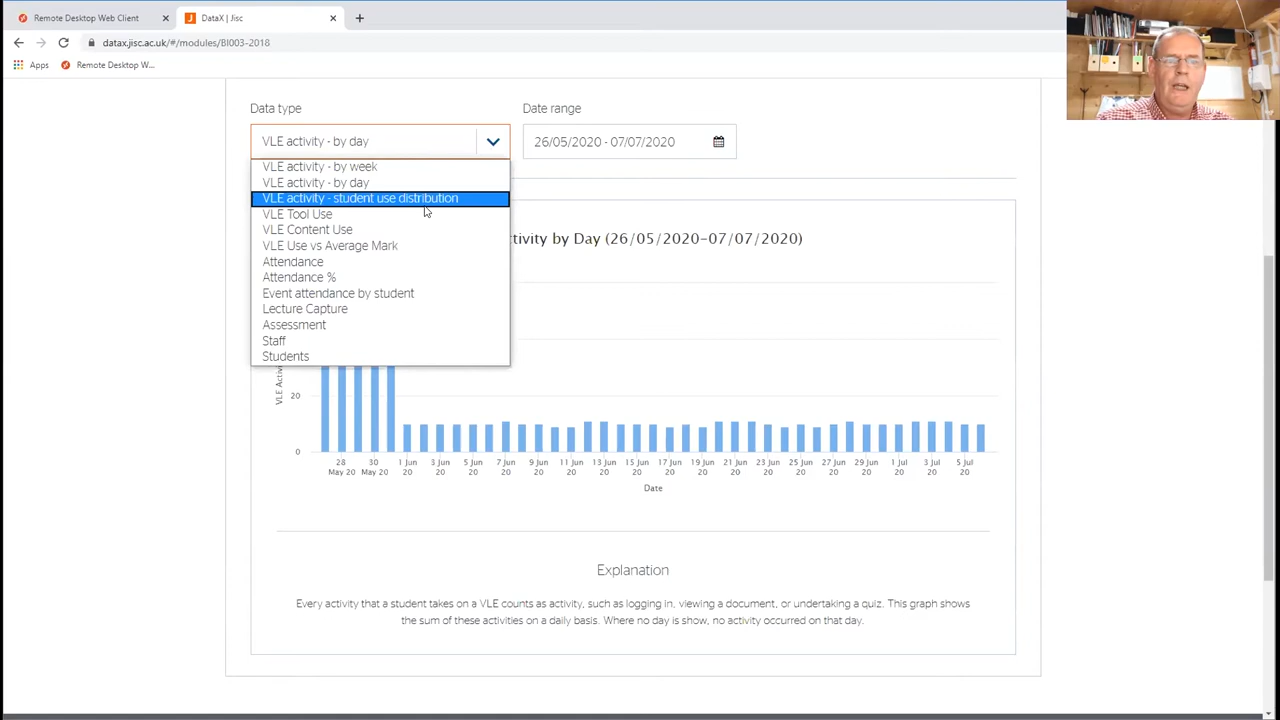 Remote Desktop Web Client
DataX | Jisc
datax.jisc.ac.uk/#/modules/BI003-2018
Apps
Remote Desktop W...
Data type
Date range
VLE activity - by day
26/05/2020 - 07/07/2020
VLE activity - by week
VLE activity - by day
VLE activity - student use distribution
VLE Tool Use
VLE Content Use
VLE Use vs Average Mark
Attendance
Attendance %
Event attendance by student
Lecture Capture
Assessment
Staff
Students
ctivity by Day (26/05/2020-07/07/2020)
VLE Activi
20
0
28 May 20
30 May 20
1 Jun 20
3 Jun 20
5 Jun 20
7 Jun 20
9 Jun 20
11 Jun 20
13 Jun 20
15 Jun 20
17 Jun 20
19 Jun 20
21 Jun 20
23 Jun 20
25 Jun 20
27 Jun 20
29 Jun 20
1 Jul 20
3 Jul 20
5 Jul 20
Date
Explanation
Every activity that a student takes on a VLE counts as activity, such as logging in, viewing a document, or undertaking a quiz. This graph shows
the sum of these activities on a daily basis. Where no day is show, no activity occurred on that day.